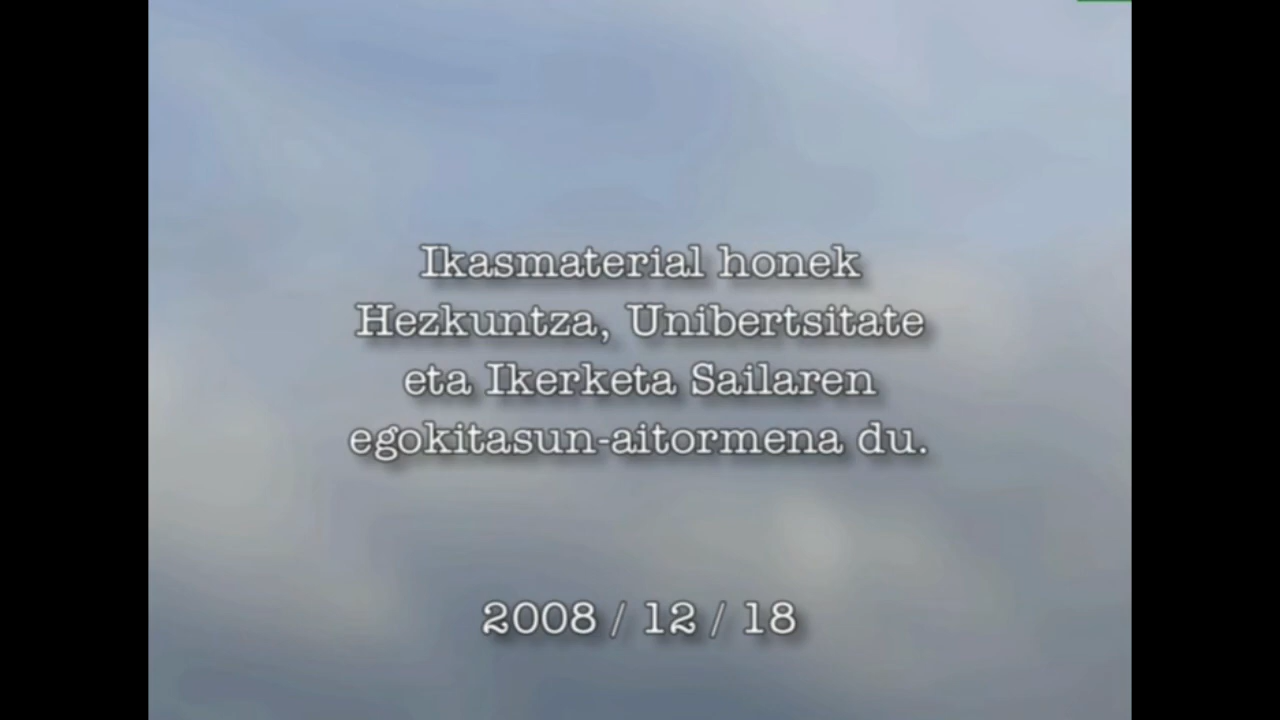 Ikasmaterial honek
Hezkuntza, Unibertsitate
eta Ikerketa Sailaren
egokitasun-aitormena du.
2008 / 12 / 18